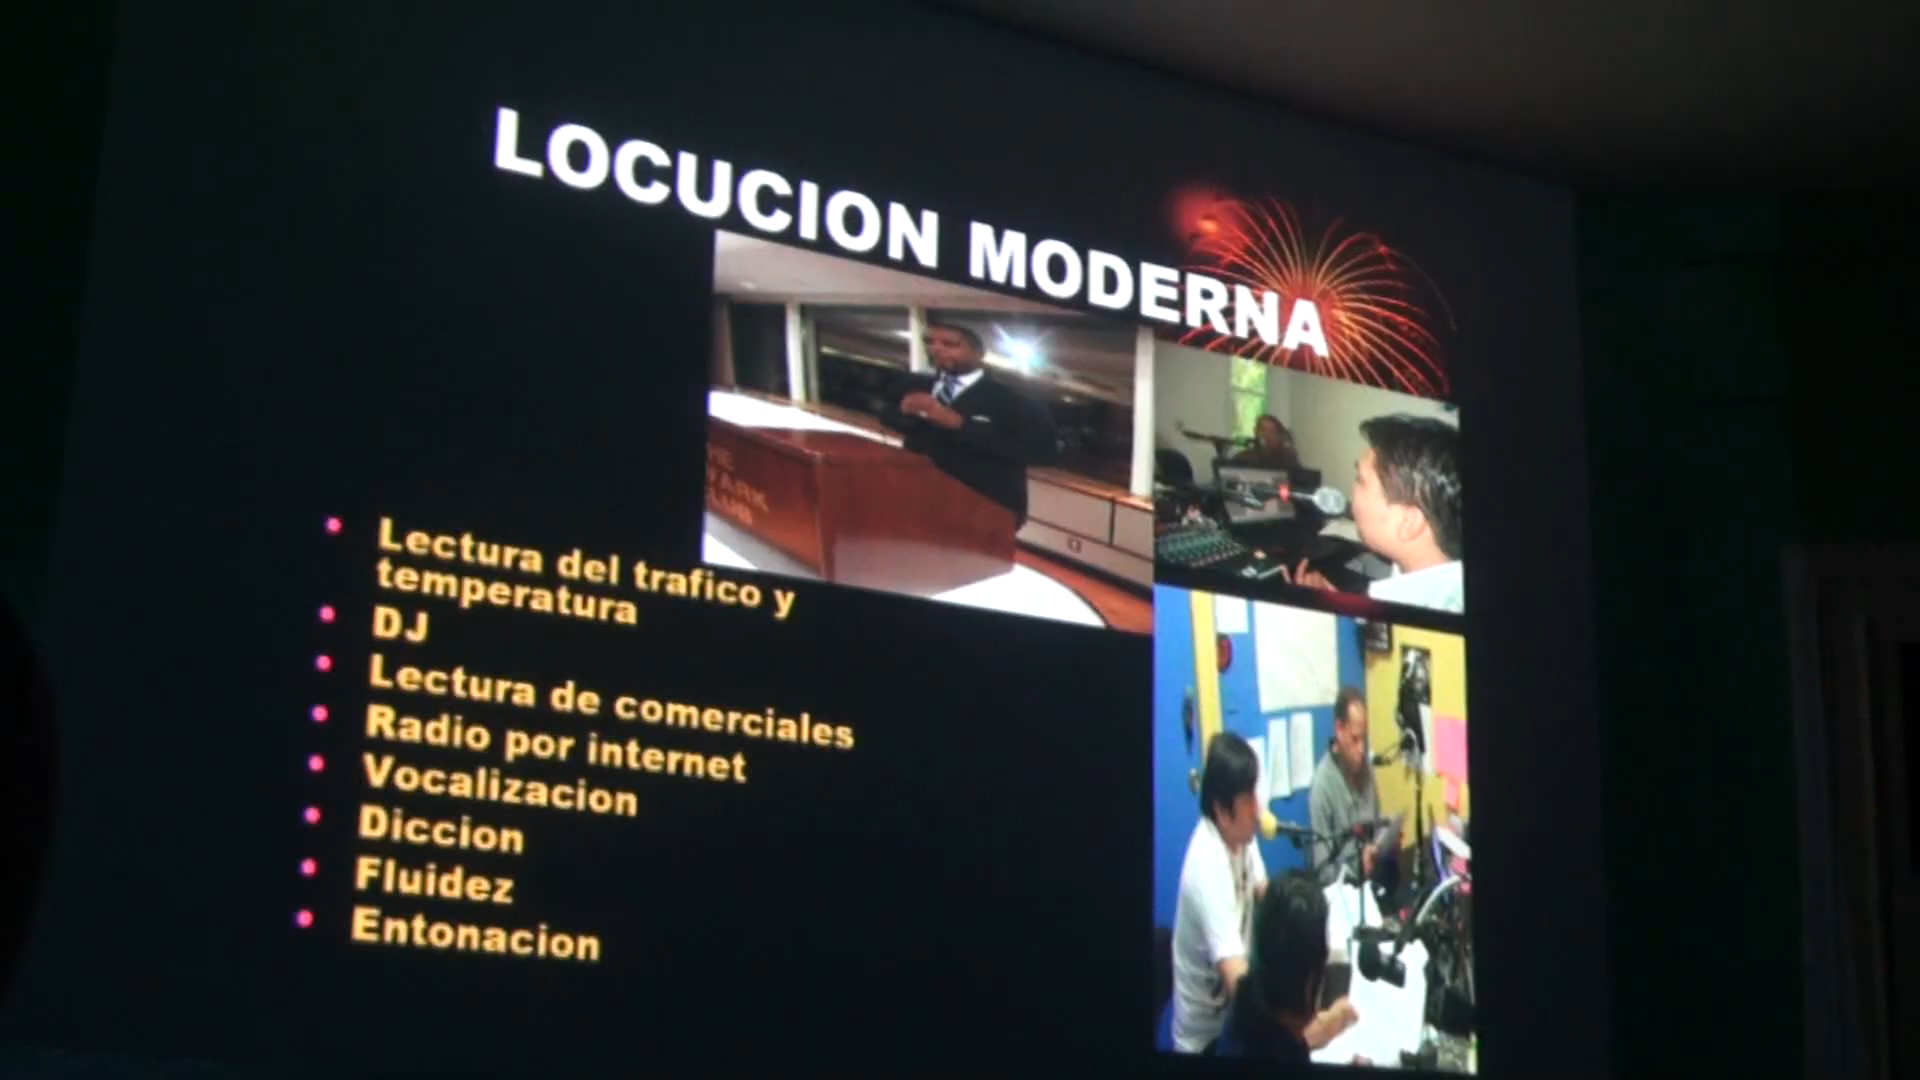 LOCUCION MODERNA
Lectura del trafico y
temperatura
DJ
Lectura de comerciales
Radio por internet
Vocalizacion
Diccion
Fluidez
Entonacion